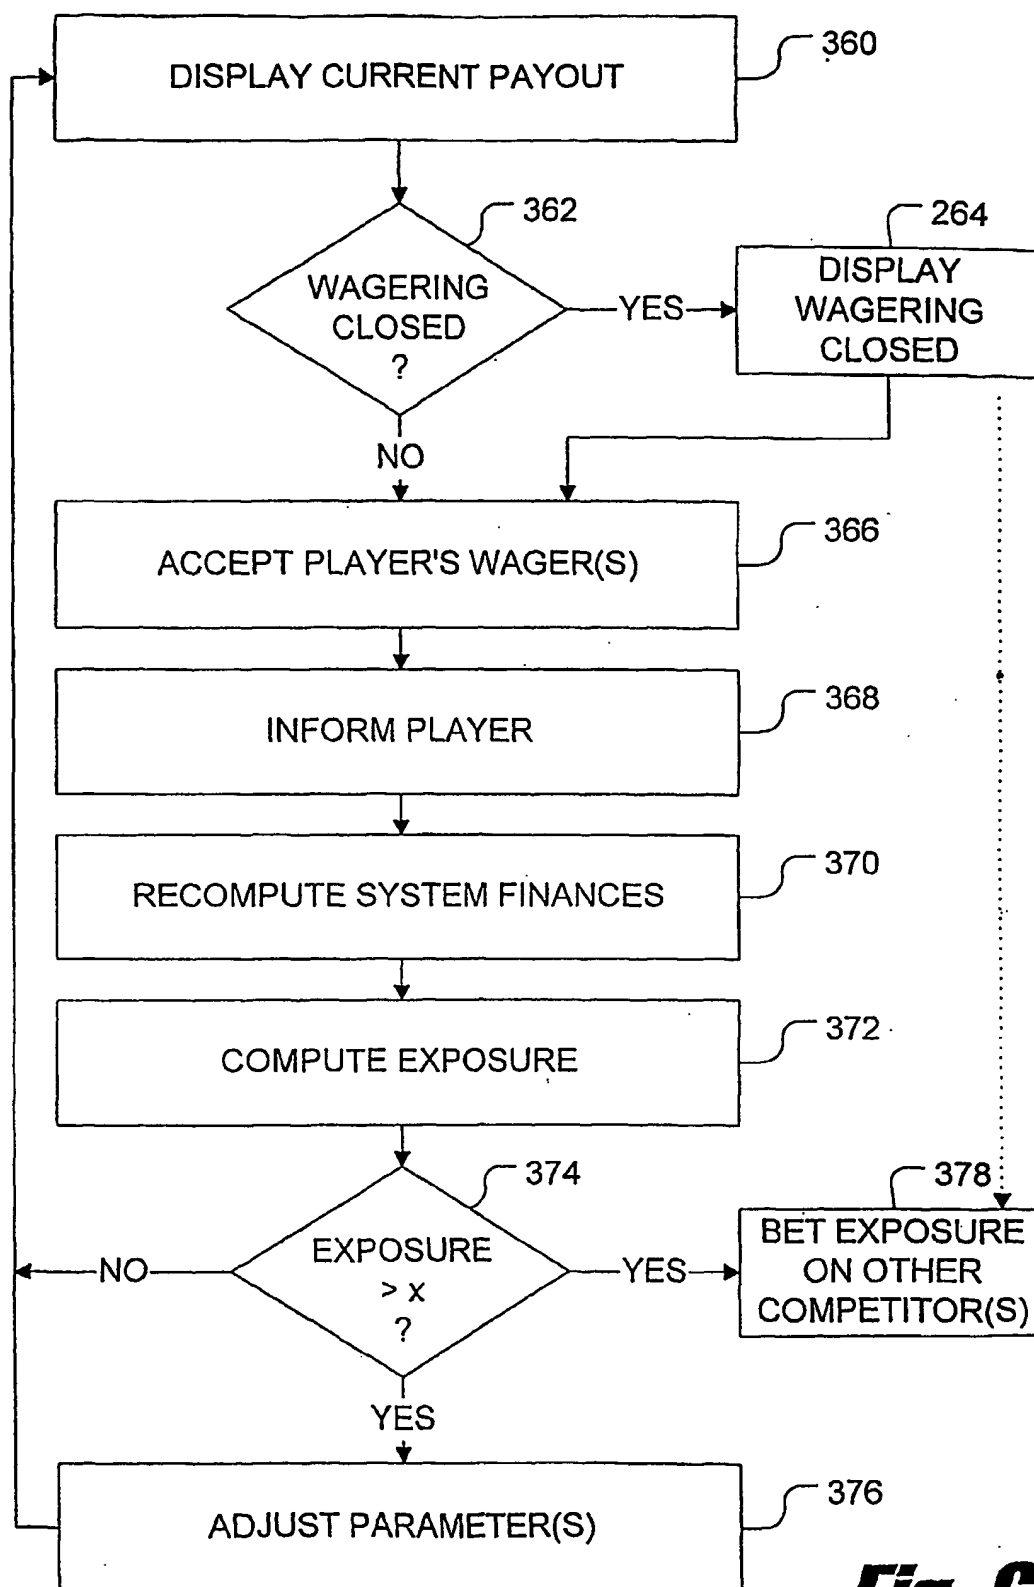 DISPLAY CURRENT PAYOUT
360
362
WAGERING
CLOSED
?
YES
264
DISPLAY
WAGERING
CLOSED
NO
ACCEPT PLAYER'S WAGER(S)
366
INFORM PLAYER
368
RECOMPUTE SYSTEM FINANCES
370
COMPUTE EXPOSURE
372
374
EXPOSURE
> x
?
NO
YES
378
BET EXPOSURE
ON OTHER
COMPETITOR(S)
YES
ADJUST PARAMETER(S)
376
Fig.